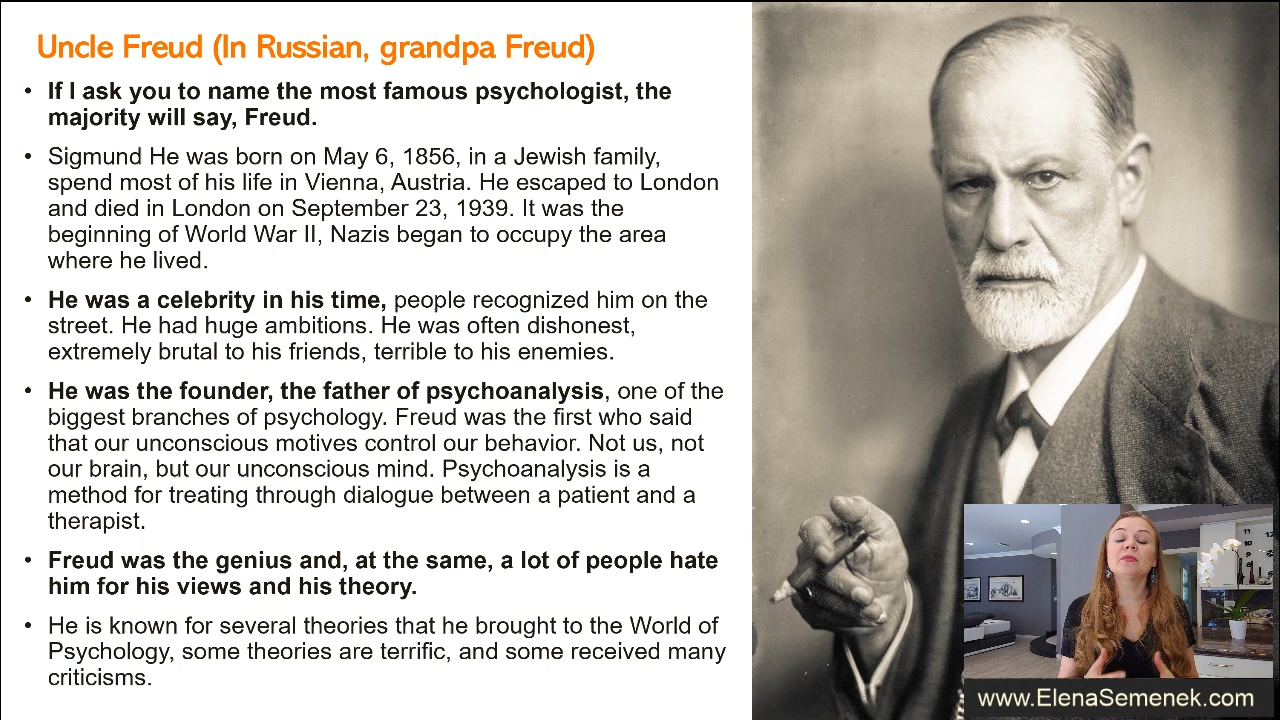 Uncle Freud (In Russian, grandpa Freud)
• If I ask you to name the most famous psychologist, the
majority will say, Freud.
• Sigmund He was born on May 6, 1856, in a Jewish family,
spend most of his life in Vienna, Austria. He escaped to London
and died in London on September 23, 1939. It was the
beginning of World War II, Nazis began to occupy the area
where he lived.
• He was a celebrity in his time, people recognized him on the
street. He had huge ambitions. He was often dishonest,
extremely brutal to his friends, terrible to his enemies.
• He was the founder, the father of psychoanalysis, one of the
biggest branches of psychology. Freud was the first who said
that our unconscious motives control our behavior. Not us, not
our brain, but our unconscious mind. Psychoanalysis is a
method for treating through dialogue between a patient and a
therapist.
• Freud was the genius and, at the same, a lot of people hate
him for his views and his theory.
• He is known for several theories that he brought to the World of
Psychology, some theories are terrific, and some received many
criticisms.
www.ElenaSemenek.com